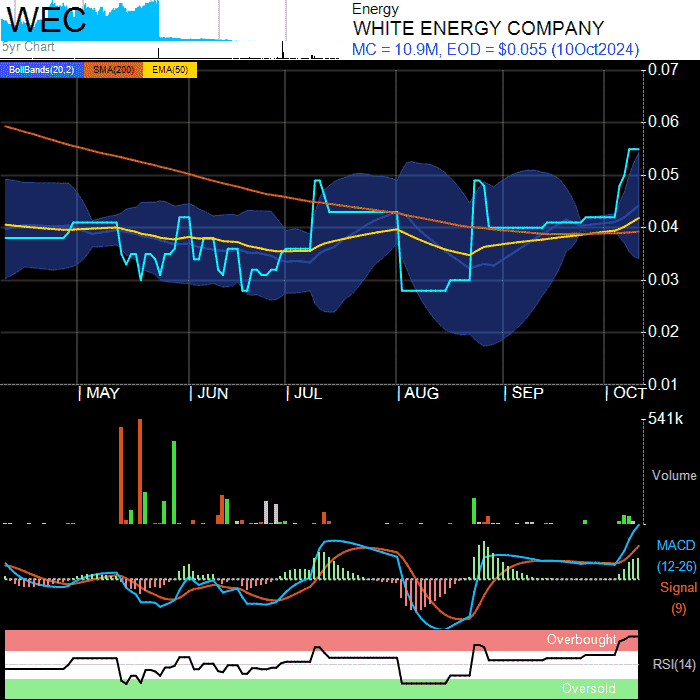 WEC
Energy
WHITE ENERGY COMPANY
5yr Chart
MC = 10.9M, EOD = $0.055 (10Oct2024)
BollBands(20,2) SMA(200) EMA(50)
0.07
0.06
0.05
0.04
0.03
0.02
0.01
| MAY | JUN | JUL | AUG | SEP | OCT
541k
Volume
MACD
(12-26)
Signal
(9)
Overbought
RSI(14)
Oversold